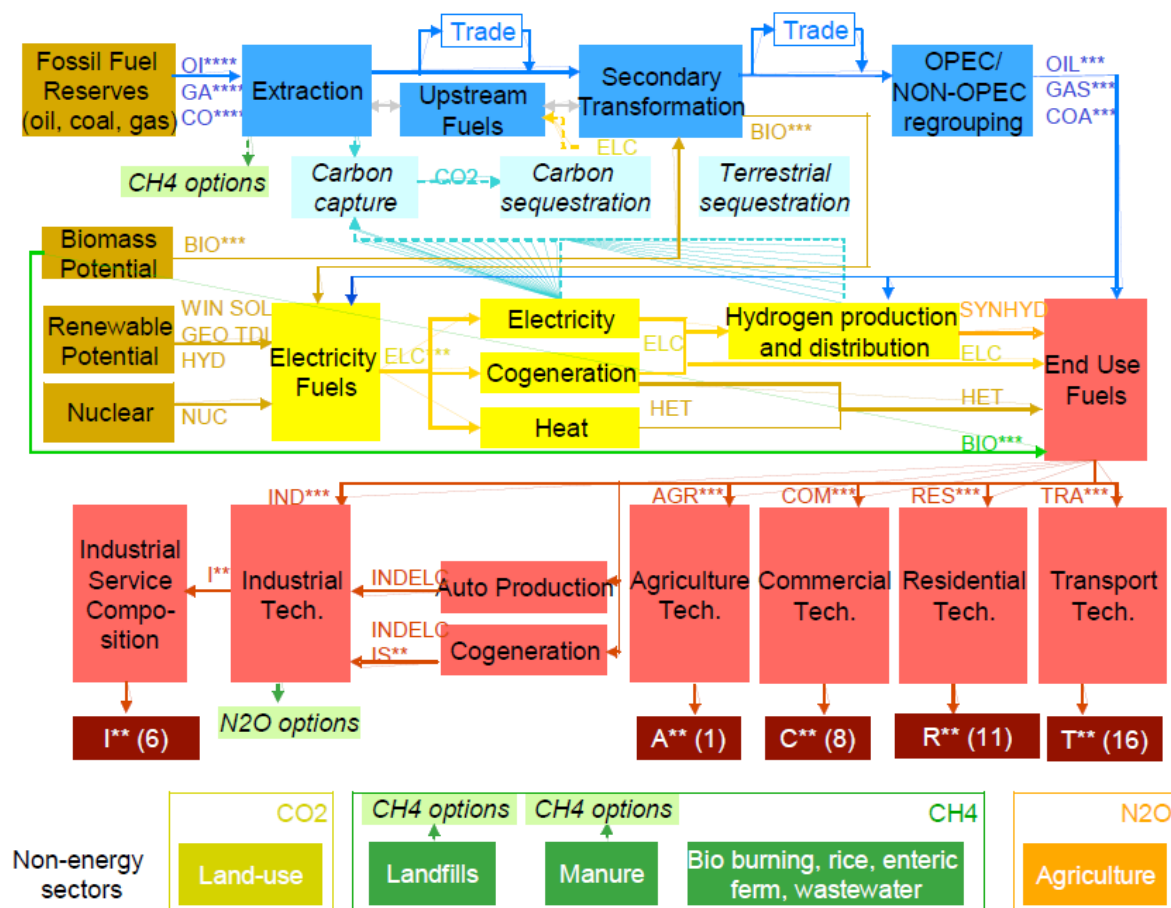 Trade
Trade
Fossil Fuel
Reserves
(oil, coal, gas)
OI****
GA****
CO****
Extraction
Upstream
Fuels
Secondary
Transformation
OPEC/
NON-OPEC
regrouping
OIL***
GAS***
COA***
BIO***
ELC
CH4 options
Carbon
capture
CO2
Carbon
sequestration
Terrestrial
sequestration
Biomass
Potential
BIO***
Renewable
Potential
WIN SOL
GEO TDL
HYD
Nuclear
NUC
Electricity
Fuels
ELC***
Electricity
Cogeneration
Heat
ELC
HET
Hydrogen production
and distribution
SYNHYD
ELC
HET
BIO***
End Use
Fuels
IND***
AGR***
COM***
RES***
TRA***
Industrial
Service
Compo-
sition
I**
Industrial
Tech.
INDELC
Auto Production
INDELC
IS**
Cogeneration
Agriculture
Tech.
Commercial
Tech.
Residential
Tech.
Transport
Tech.
N2O options
I** (6)
A** (1)
C** (8)
R** (11)
T** (16)
Non-energy
sectors
CO2
Land-use
CH4 options
CH4 options
CH4
Landfills
Manure
Bio burning, rice, enteric
ferm, wastewater
N2O
Agriculture